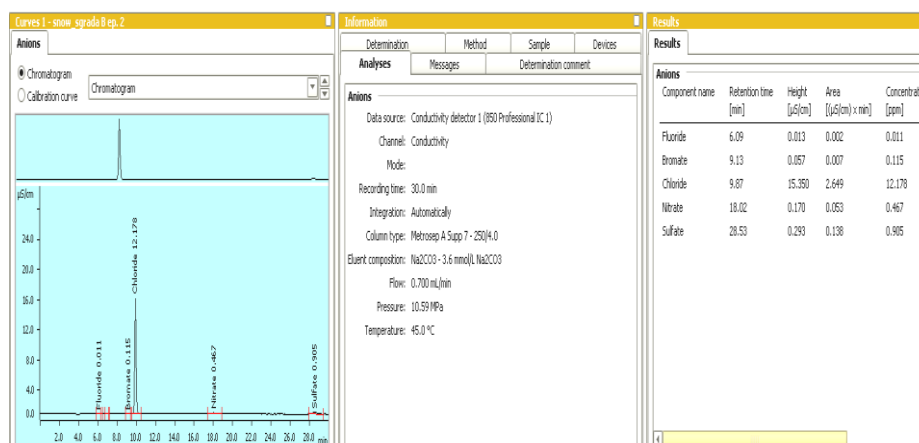 Curves 1 - snow_sgrada B ep. 2
Anions
Chromatogram
Calibration curve
Chromatogram
µS/cm
24.0
20.0
16.0
12.0
8.0
4.0
0.0
Fluoride 0.011
Bromate 0.115
Chloride 12.178
Nitrate 0.467
Sulfate 0.905
2.0 4.0 6.0 8.0 10.0 12.0 14.0 16.0 18.0 20.0 22.0 24.0 26.0 28.0 min
Information
Determination Method Sample Devices
Analyses Messages Determination comment
Anions
Data source: Conductivity detector 1 (850 Professional IC 1)
Channel: Conductivity
Mode:
Recording time: 30.0 min
Integration: Automatically
Column type: Metrosep A Supp 7 - 250/4.0
Eluent composition: Na2CO3 - 3.6 mmol/L Na2CO3
Flow: 0.700 mL/min
Pressure: 10.59 MPa
Temperature: 45.0 °C
Results
Results
Anions
Component name Retention time Height Area Concentrat
[min] [µS/cm] [(µS/cm) x min] [ppm]
Fluoride 6.09 0.013 0.002 0.011
Bromate 9.13 0.057 0.007 0.115
Chloride 9.87 15.350 2.649 12.178
Nitrate 18.02 0.170 0.053 0.467
Sulfate 28.53 0.293 0.138 0.905